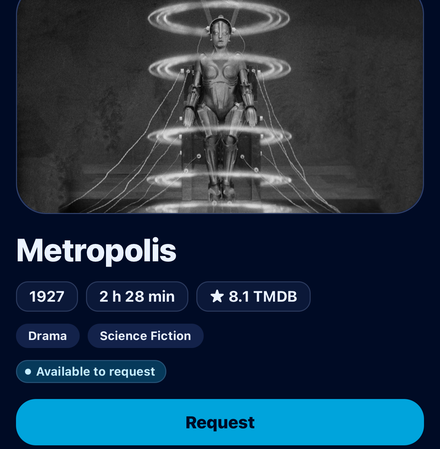 Metropolis
1927 2 h 28 min ★ 8.1 TMDB
Drama Science Fiction
Available to request
Request